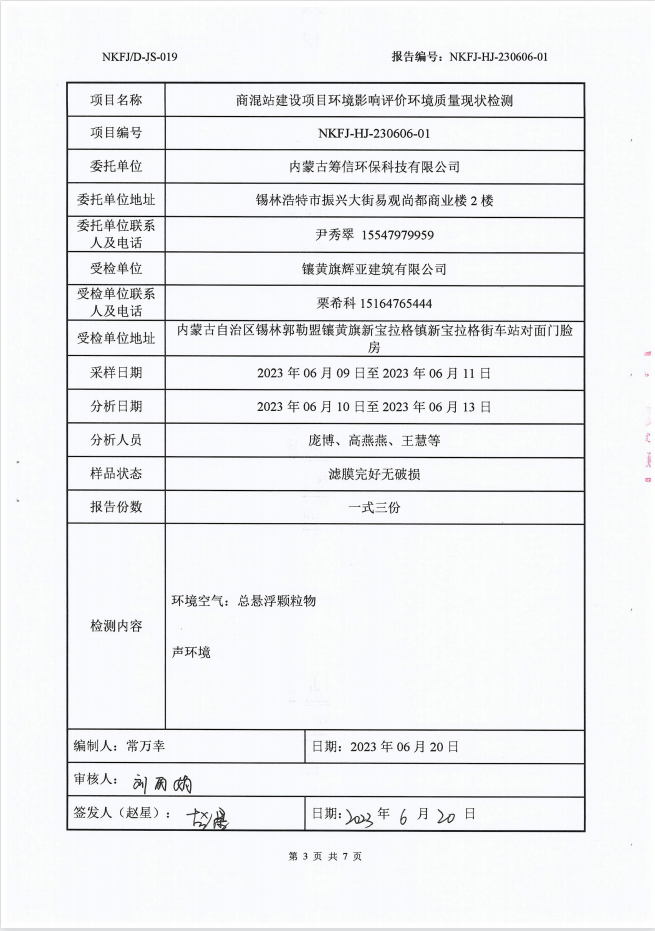 NKFJ/D-JS-019 报告编号：NKFJ-HJ-230606-01
项目名称 商混站建设项目环境影响评价环境质量现状检测
项目编号 NKFJ-HJ-230606-01
委托单位 内蒙古筹信环保科技有限公司
委托单位地址 锡林浩特市振兴大街易观尚都商业楼 2 楼
委托单位联系
人及电话 尹秀翠 15547979959
受检单位 镶黄旗辉亚建筑有限公司
受检单位联系
人及电话 栗希科 15164765444
受检单位地址 内蒙古自治区锡林郭勒盟镶黄旗新宝拉格镇新宝拉格街车站对面门脸
房
采样日期 2023 年 06 月 09 日至 2023 年 06 月 11 日
分析日期 2023 年 06 月 10 日至 2023 年 06 月 13 日
分析人员 庞博、高燕燕、王慧等
样品状态 滤膜完好无破损
报告份数 一式三份
检测内容
环境空气：总悬浮颗粒物
声环境
编制人：常万幸 日期：2023 年 06 月 20 日
审核人：
签发人（赵星）： 日期：2023 年 6 月 20 日
第 3 页 共 7 页